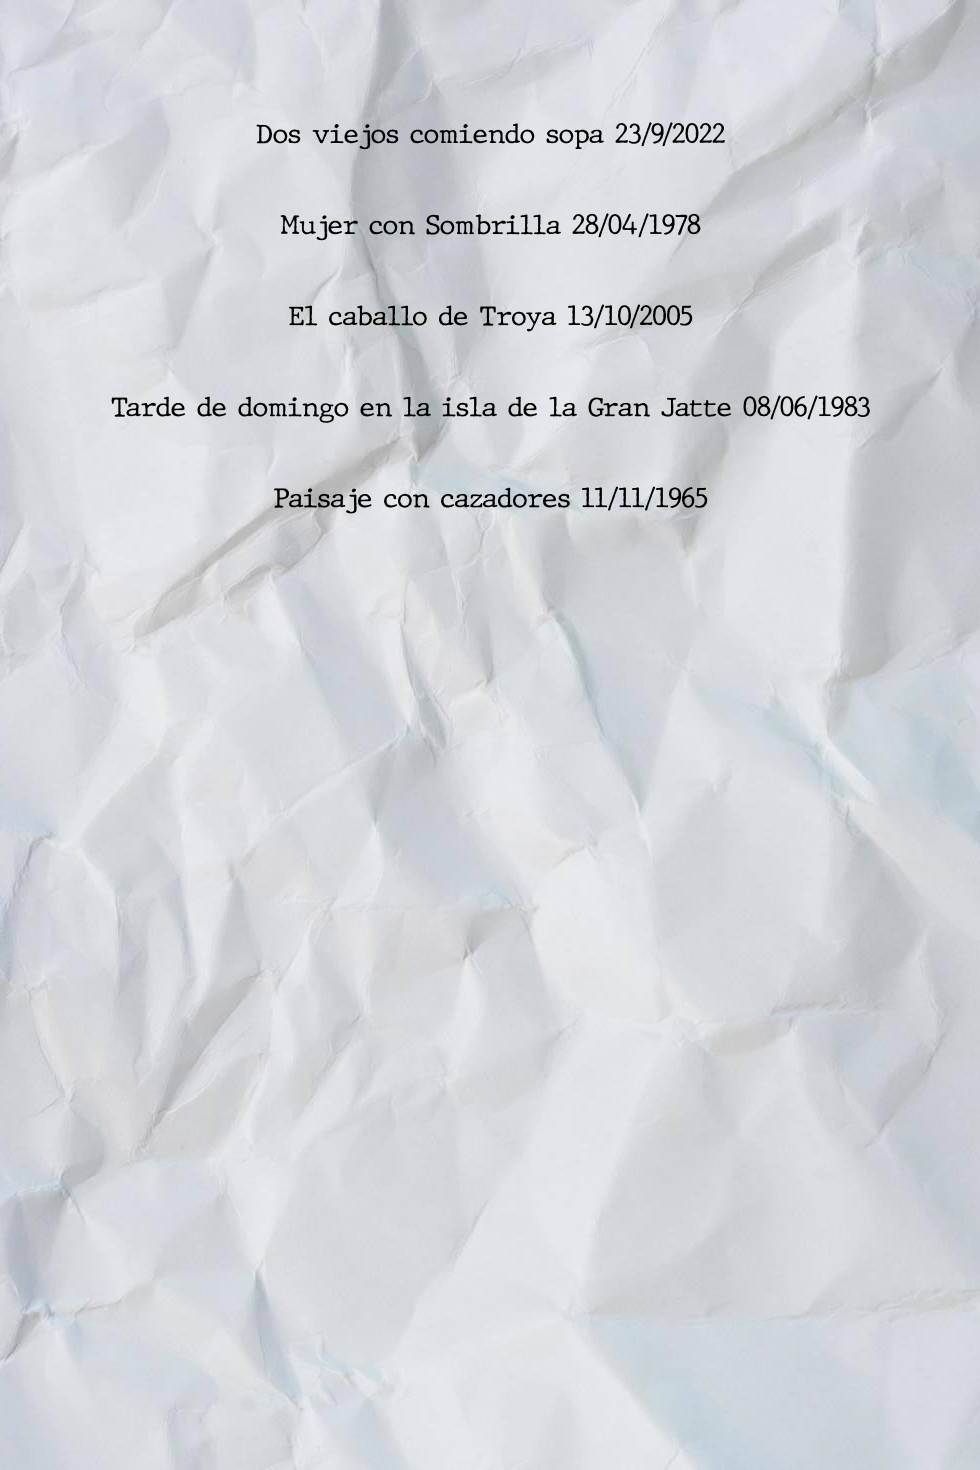 Dos viejos comiendo sopa 23/9/2022
Mujer con Sombrilla 28/04/1978
El caballo de Troya 13/10/2005
Tarde de domingo en la isla de la Gran Jatte 08/06/1983
Paisaje con cazadores 11/11/1965